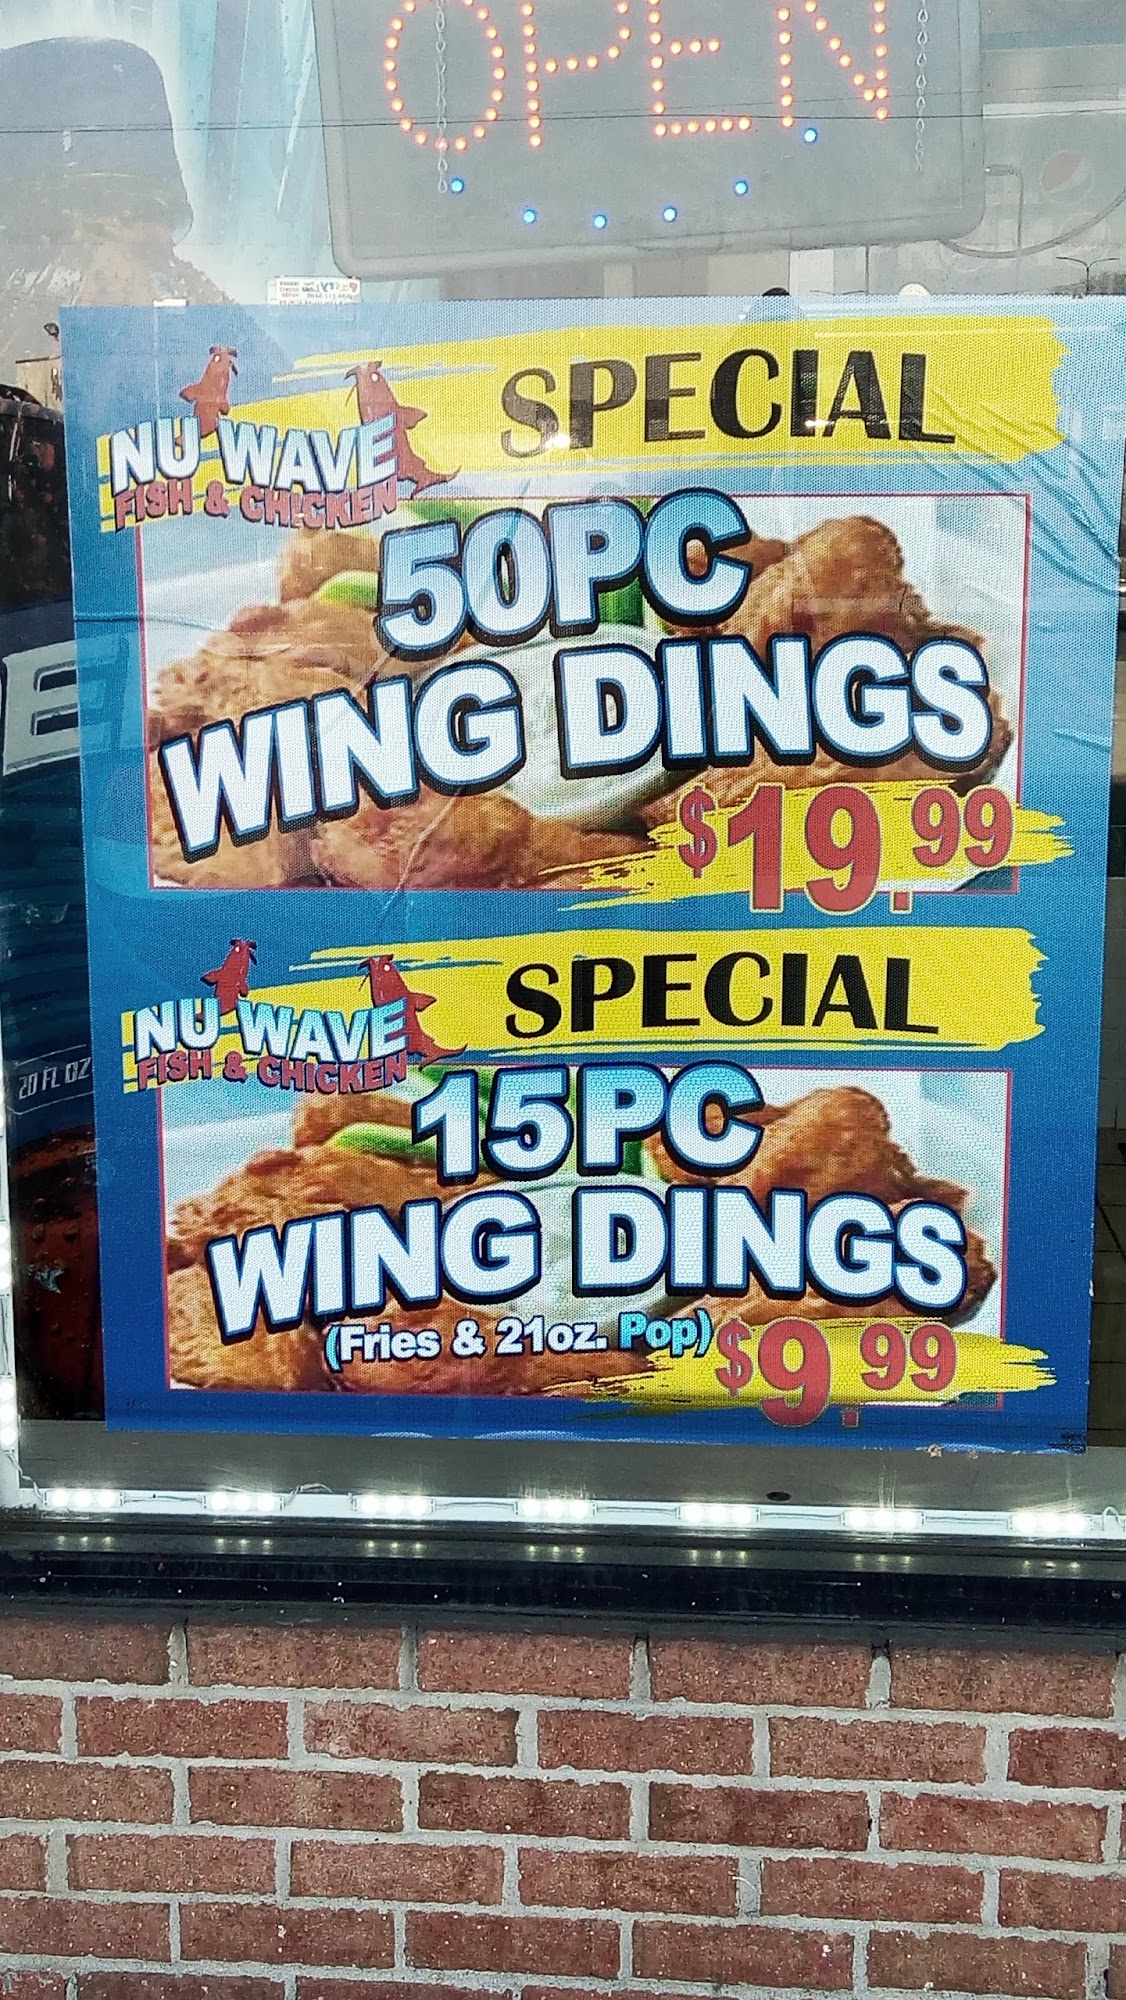 OPEN
SPECIAL
NU WAVE
FISH & CHICKEN
50PC
WING DINGS
$19.99
SPECIAL
NU WAVE
FISH & CHICKEN
15PC
WING DINGS
(Fries & 21oz. Pop)
$9.99
E
20 FL OZ